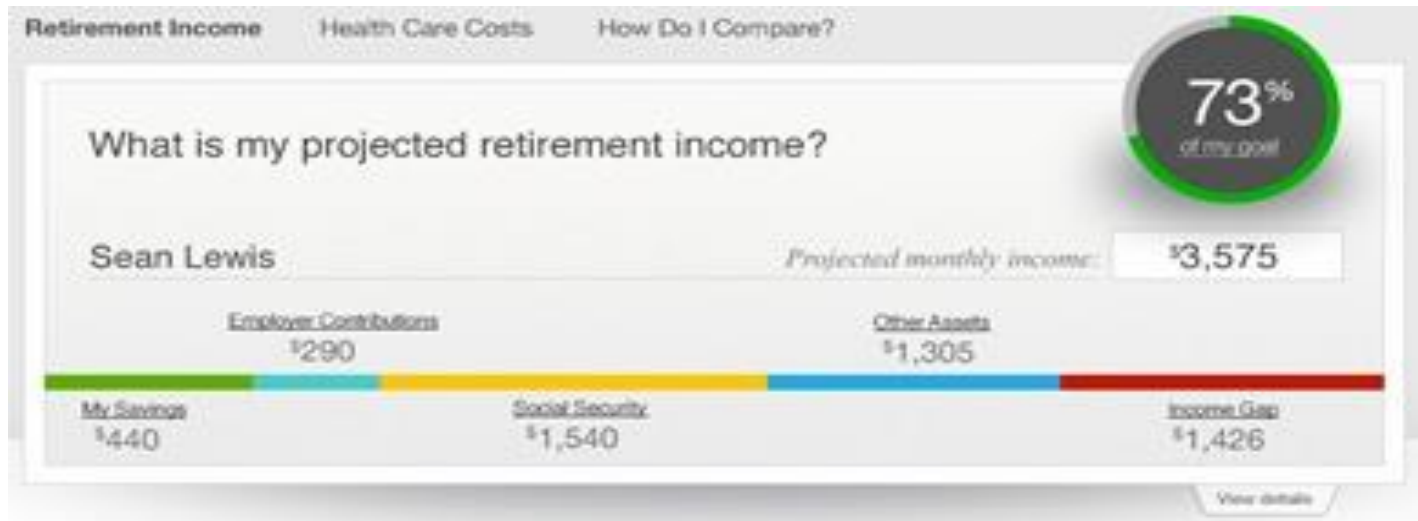 Retirement Income Health Care Costs How Do I Compare?
73%
of my goal
What is my projected retirement income?
Sean Lewis Projected monthly income: $3,575
Employer Contributions Other Assets
$290 $1,305
My Savings Social Security Income Gap
$440 $1,540 $1,426
View details